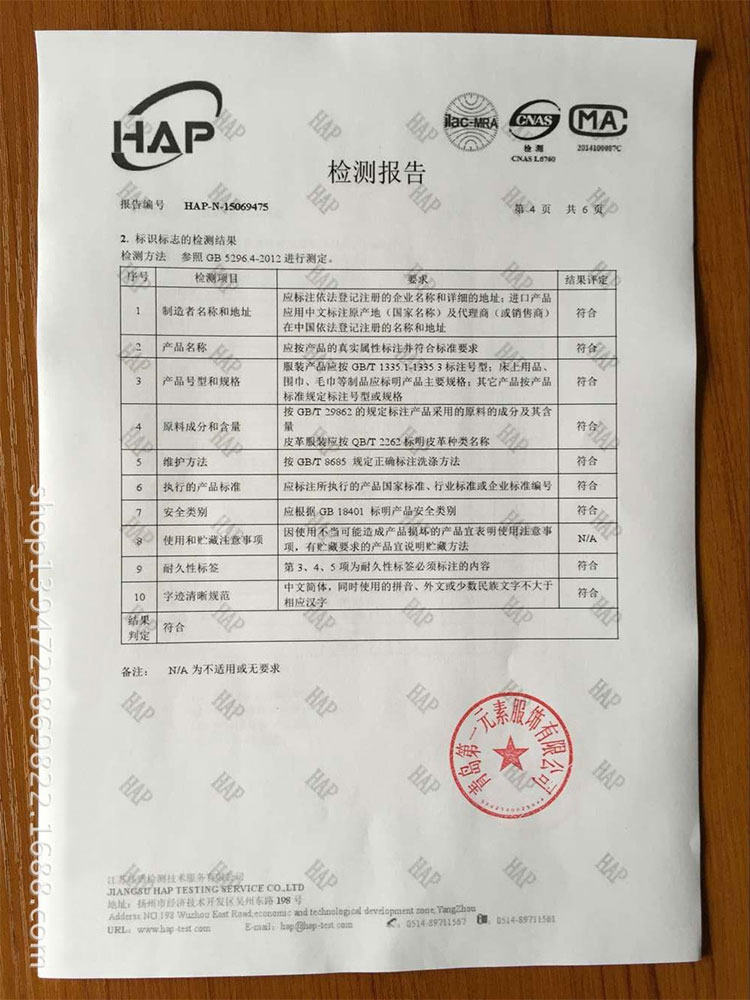 HAP
ilac-MRA
CNAS
检 测
CNAS L6760
MA
检测报告
报告编号 HAP-N-15069475
第 4 页 共 6 页
2. 标识标志的检测结果
检测方法 参照 GB 5296.4-2012 进行测定。
序号 检测项目 要求 结果评定
1 制造者名称和地址 应标注依法登记注册的企业名称和详细的地址；进口产品
应用中文标注原产地（国家名称）及代理商（或销售商）
在中国依法登记注册的名称和地址 符合
2 产品名称 应按产品的真实属性标注并符合标准要求 符合
3 产品号型和规格 服装产品应按 GB/T 1335.1-1335.3 标注号型；床上用品、
围巾、毛巾等制品应标明产品主要规格；其它产品按产品
标准规定标注号型或规格 符合
4 原料成分和含量 按 GB/T 29862 的规定标注产品采用的原料的成分及其含
量
皮革服装应按 QB/T 2262 标明皮革种类名称 符合
5 维护方法 按 GB/T 8685 规定正确标注洗涤方法 符合
6 执行的产品标准 应标注所执行的产品国家标准、行业标准或企业标准编号 符合
7 安全类别 应根据 GB 18401 标明产品安全类别 符合
8 使用和贮藏注意事项 因使用不当可能造成产品损坏的产品宜表明使用注意事
项，有贮藏要求的产品宜说明贮藏方法 N/A
9 耐久性标签 第 3、4、5 项为耐久性标签必须标注的内容 符合
10 字迹清晰规范 中文简体，同时使用的拼音、外文或少数民族文字不大于
相应汉字 符合
结果
判定 符合
备注： N/A 为不适用或无要求
青岛第一元素服饰有限公司
JIANGSU HAP TESTING SERVICE CO.,LTD
地址：扬州市经济技术开发区吴州东路 198 号
Adderss: NO 198 Wuzhou East Road,economic and technological development zone,YangZhou
URL: www.hap-test.com E-mail: hap@hap-test.com 0514-89711567 0514-89711561
shop1394729869822.1688.com